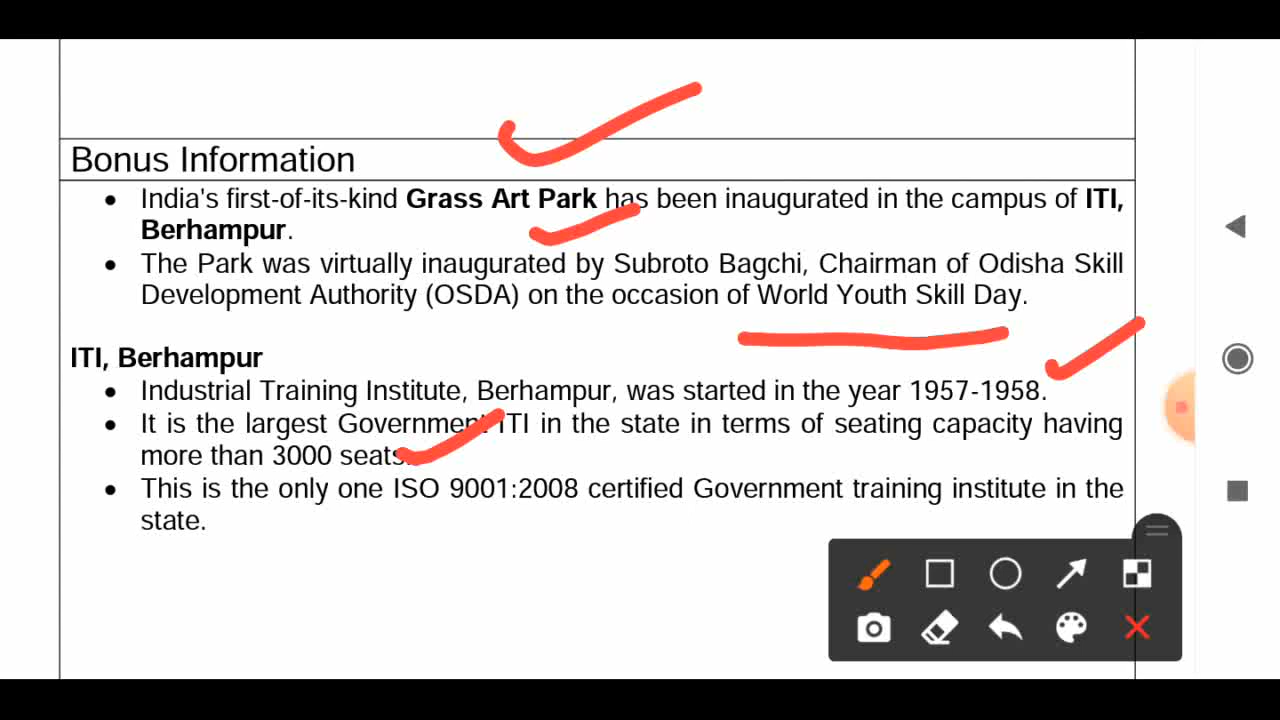 Bonus Information
• India's first-of-its-kind Grass Art Park has been inaugurated in the campus of ITI,
Berhampur.
• The Park was virtually inaugurated by Subroto Bagchi, Chairman of Odisha Skill
Development Authority (OSDA) on the occasion of World Youth Skill Day.
ITI, Berhampur
• Industrial Training Institute, Berhampur, was started in the year 1957-1958.
• It is the largest Government ITI in the state in terms of seating capacity having
more than 3000 seats.
• This is the only one ISO 9001:2008 certified Government training institute in the
state.